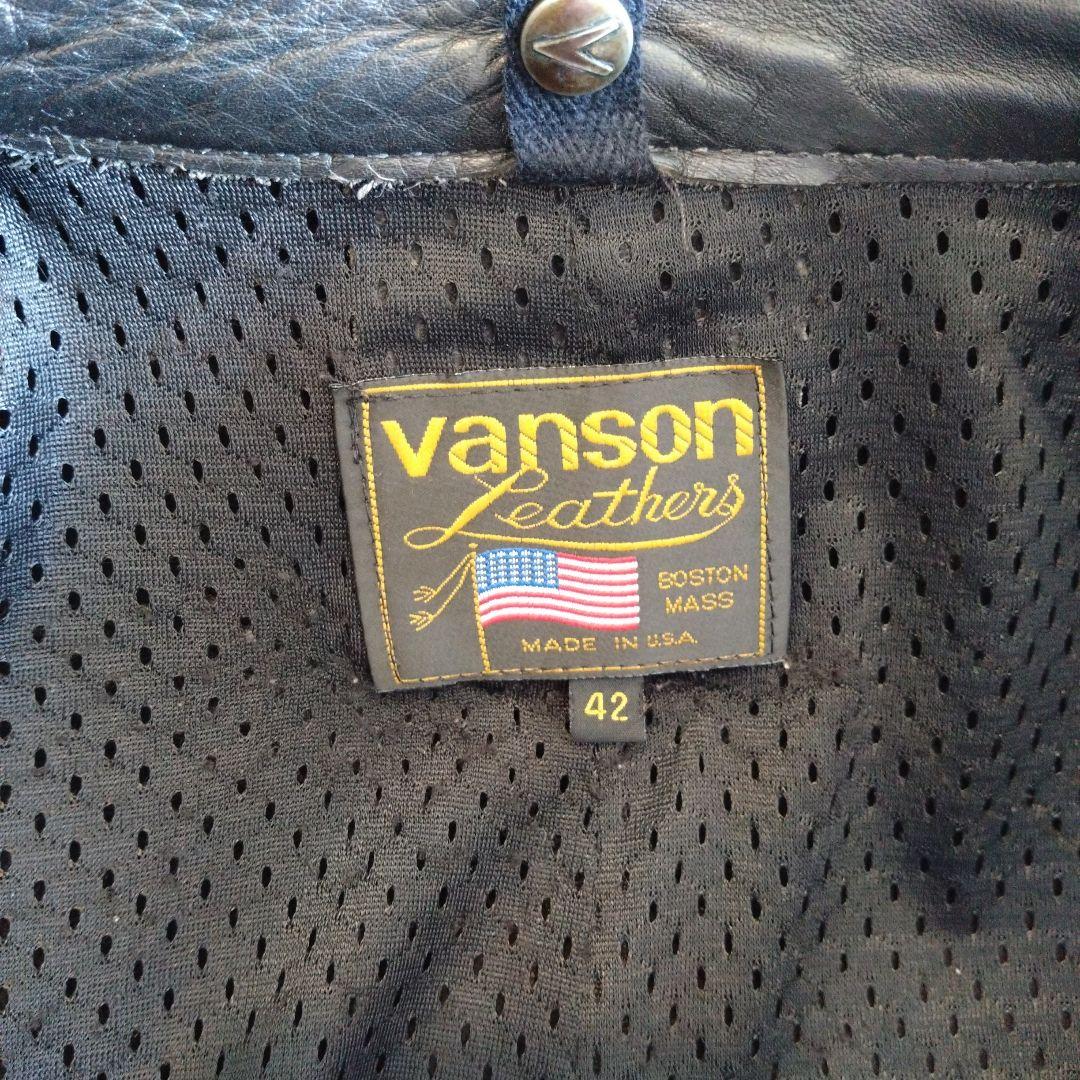 vanson
Leathers
BOSTON
MASS
MADE IN U.S.A.
42